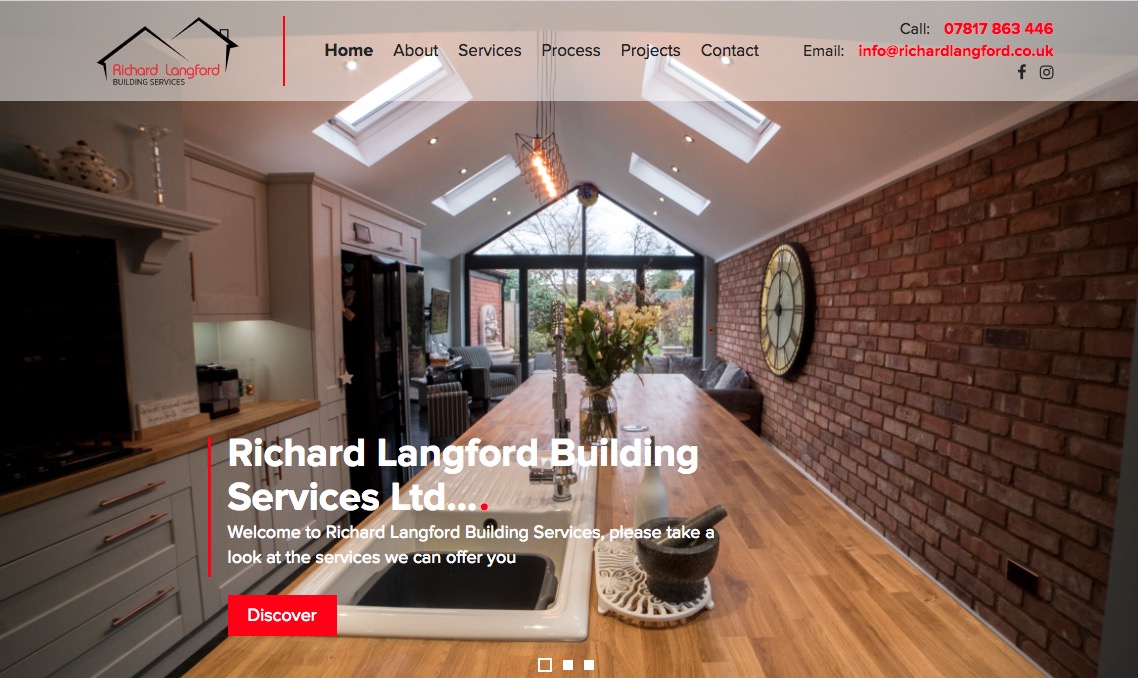 Richard Langford
BUILDING SERVICES
Home About Services Process Projects Contact
Call: 07817 863 446
Email: info@richardlangford.co.uk
Richard Langford Building
Services Ltd....
Welcome to Richard Langford Building Services, please take a
look at the services we can offer you
Discover